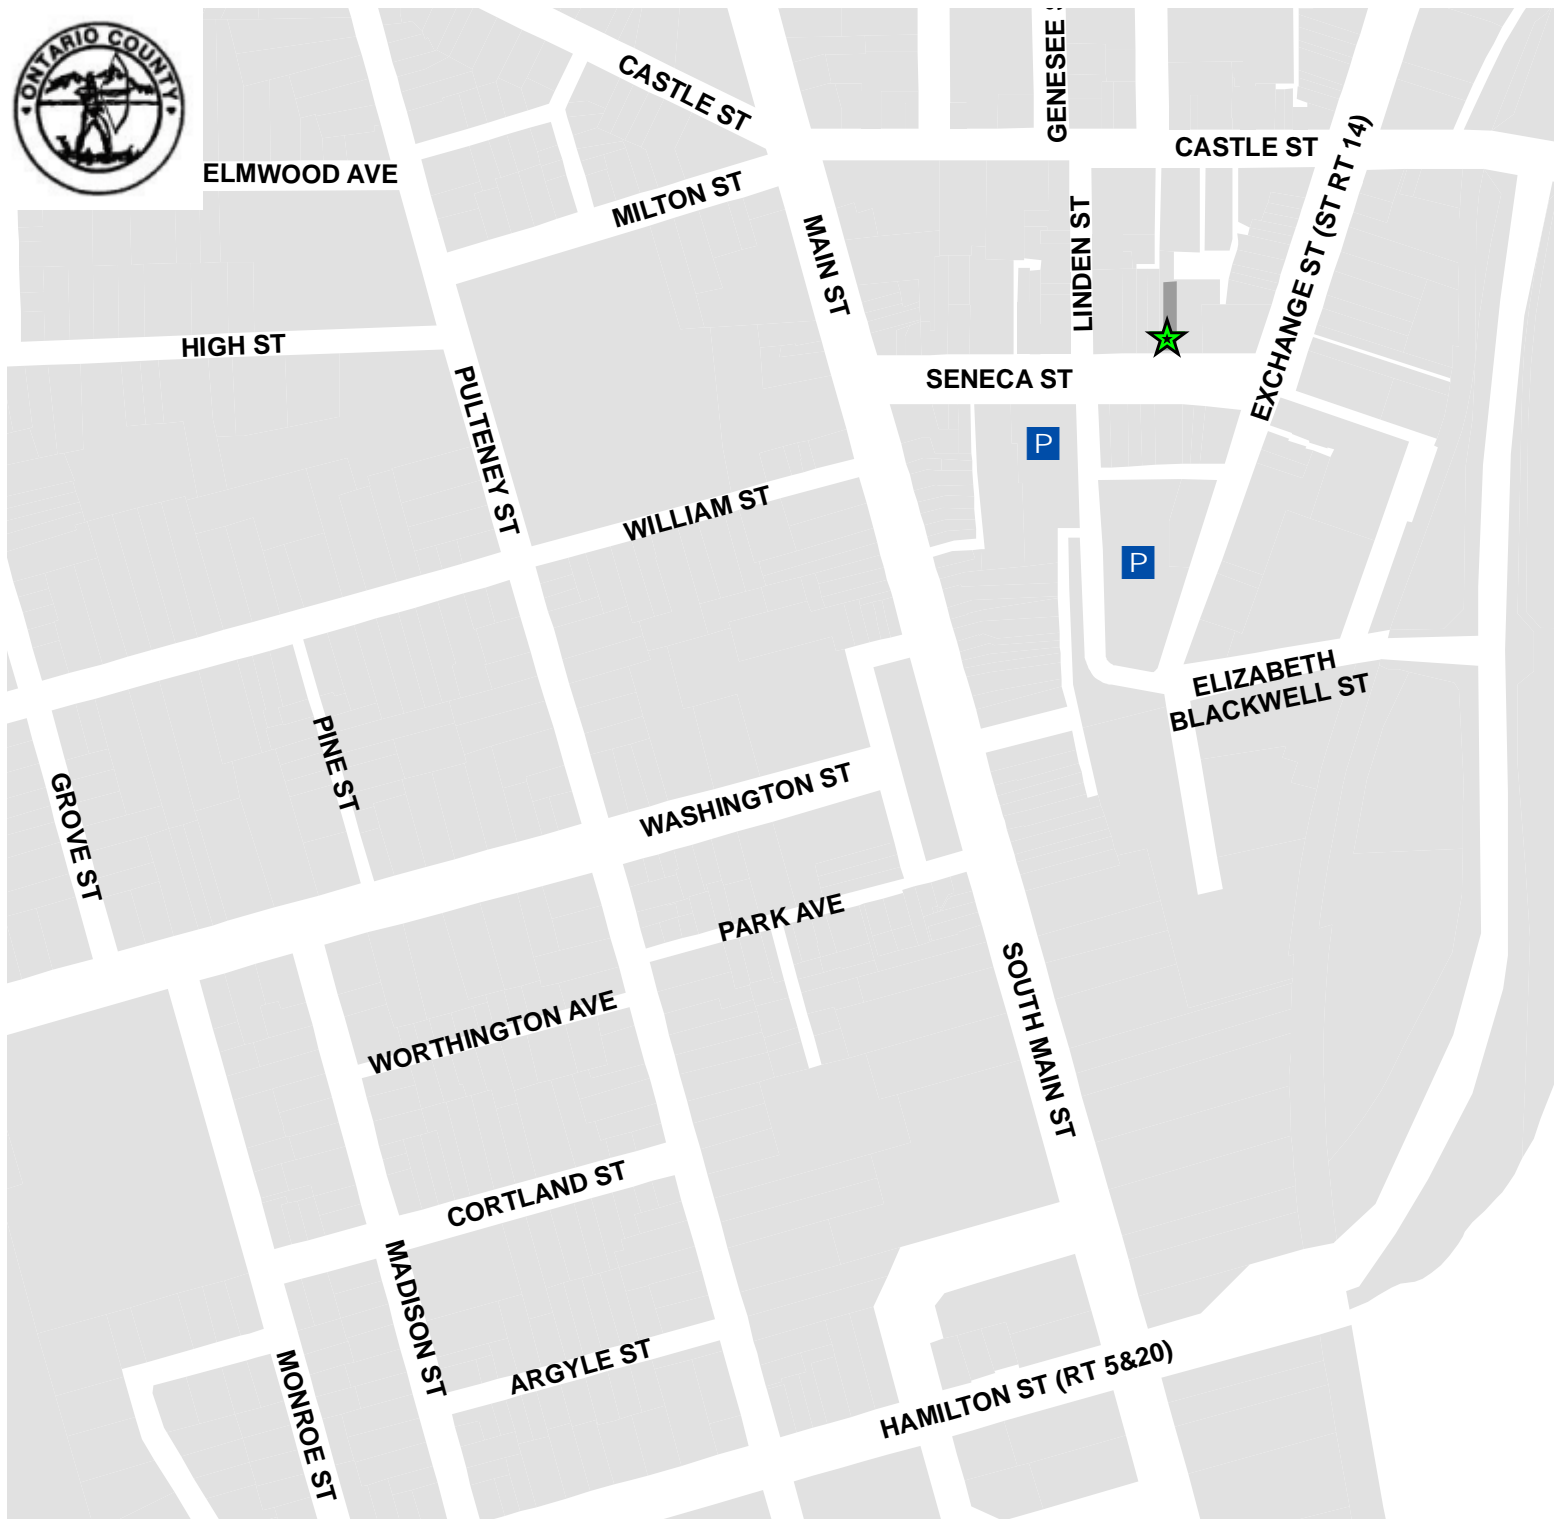 ONTARIO COUNTY
GENESEE
CASTLE ST
CASTLE ST
ELMWOOD AVE
MILTON ST
MAIN ST
LINDEN ST
EXCHANGE ST (ST RT 14)
HIGH ST
SENECA ST
PULTENEY ST
P
WILLIAM ST
P
ELIZABETH
BLACKWELL ST
PINE ST
GROVE ST
WASHINGTON ST
PARK AVE
SOUTH MAIN ST
WORTHINGTON AVE
CORTLAND ST
MADISON ST
ARGYLE ST
MONROE ST
HAMILTON ST (RT 5&20)